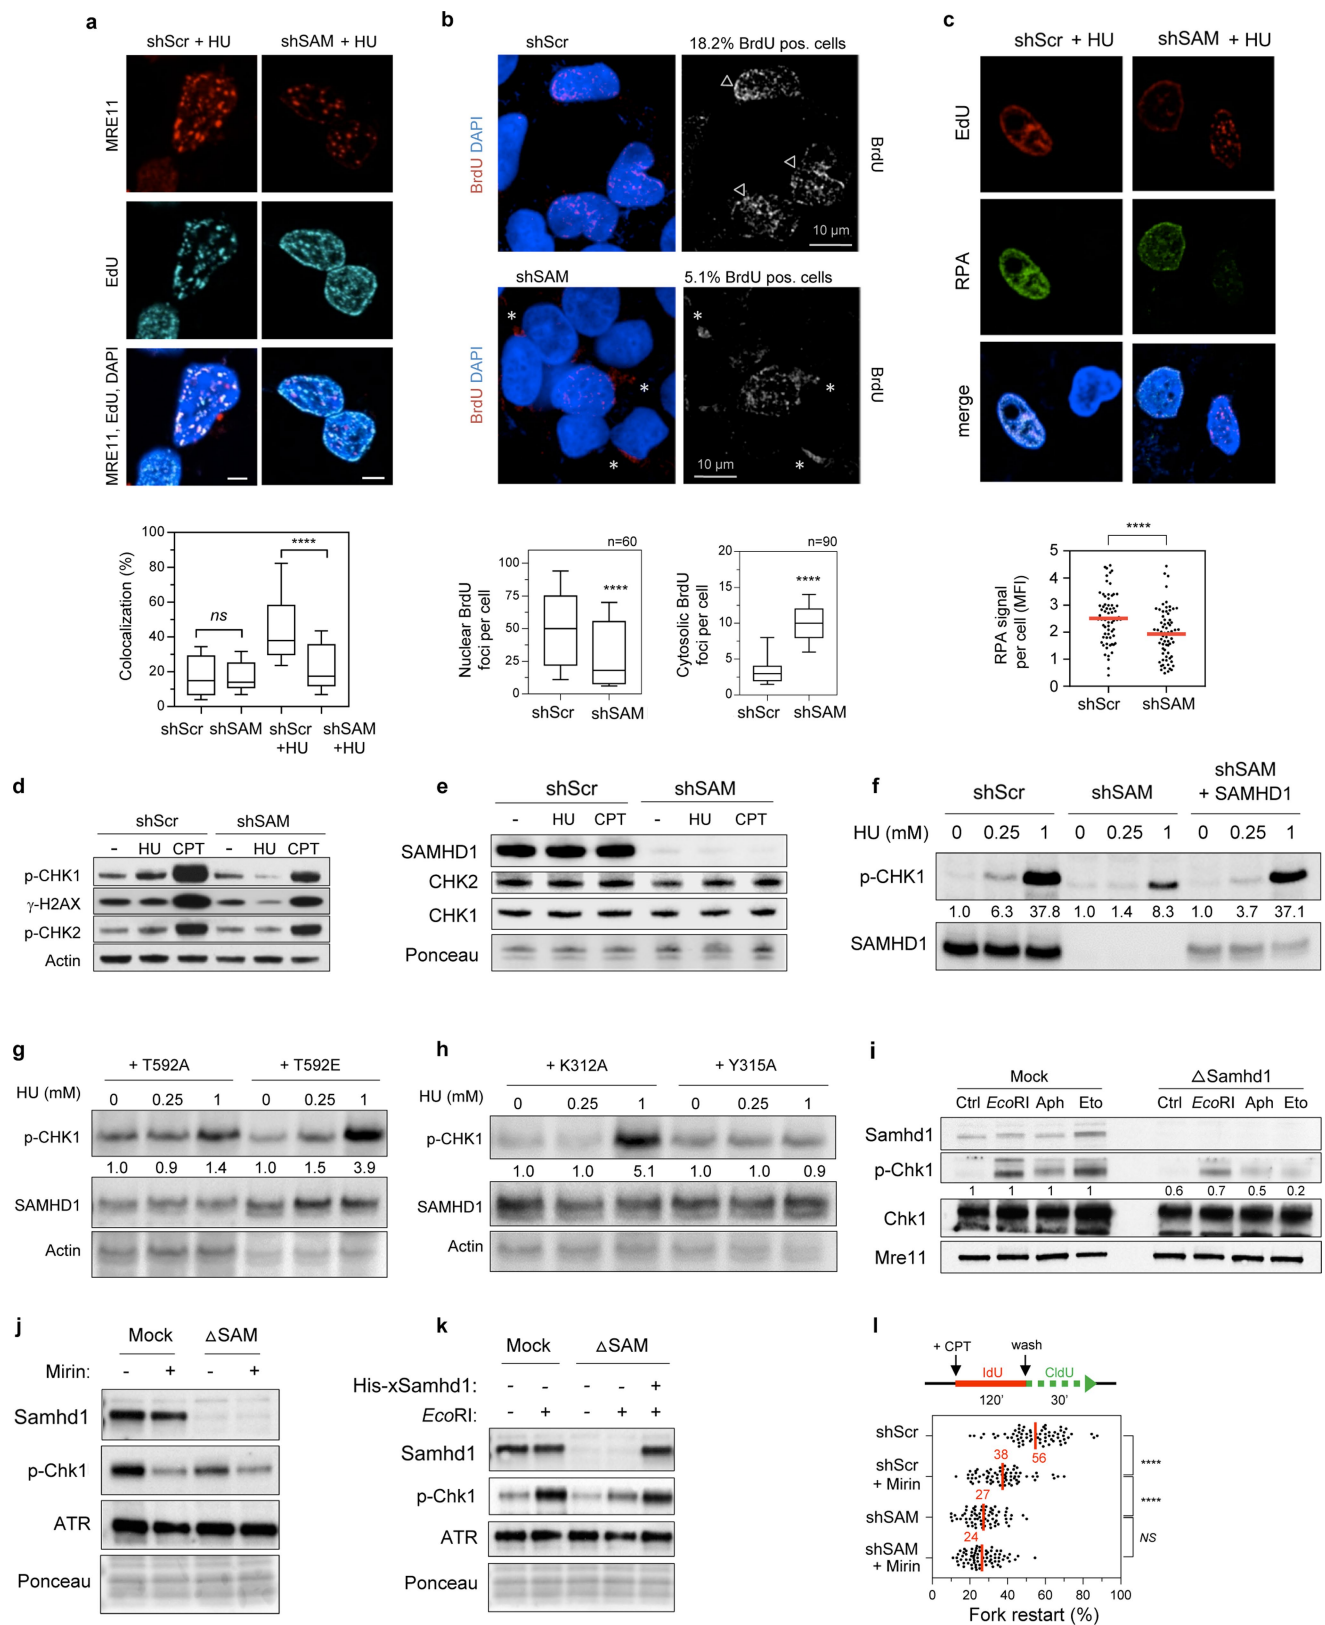 a
shScr + HU
shSAM + HU
MRE11
EdU
MRE11, EdU, DAPI
Colocalization (%)
100
80
60
40
20
0
ns
****
shScr
shSAM
shScr
+HU
shSAM
+HU
b
shScr
18.2% BrdU pos. cells
BrdU DAPI
BrdU
10 µm
shSAM
5.1% BrdU pos. cells
BrdU DAPI
BrdU
*
*
*
*
*
*
10 µm
n=60
Nuclear BrdU
foci per cell
100
75
50
25
0
****
shScr
shSAM
n=90
Cytosolic BrdU
foci per cell
20
15
10
5
0
****
shScr
shSAM
c
shScr + HU
shSAM + HU
EdU
RPA
merge
****
RPA signal
per cell (MFI)
5
4
3
2
1
0
shScr
shSAM
d
shScr
shSAM
- HU CPT - HU CPT
p-CHK1
γ-H2AX
p-CHK2
Actin
e
shScr
shSAM
- HU CPT - HU CPT
SAMHD1
CHK2
CHK1
Ponceau
f
shScr
shSAM
shSAM
+ SAMHD1
HU (mM) 0 0.25 1 0 0.25 1 0 0.25 1
p-CHK1
1.0 6.3 37.8 1.0 1.4 8.3 1.0 3.7 37.1
SAMHD1
g
+ T592A
+ T592E
HU (mM)
0 0.25 1 0 0.25 1
p-CHK1
1.0 0.9 1.4 1.0 1.5 3.9
SAMHD1
Actin
h
+ K312A
+ Y315A
HU (mM)
0 0.25 1 0 0.25 1
p-CHK1
1.0 1.0 5.1 1.0 1.0 0.9
SAMHD1
Actin
i
Mock
△Samhd1
Ctrl EcoRI Aph Eto Ctrl EcoRI Aph Eto
Samhd1
p-Chk1
1 1 1 1 0.6 0.7 0.5 0.2
Chk1
Mre11
j
Mock
△SAM
Mirin: - + - +
Samhd1
p-Chk1
ATR
Ponceau
k
Mock
△SAM
His-xSamhd1: - - - - +
EcoRI: - + - + +
Samhd1
p-Chk1
ATR
Ponceau
l
+ CPT
wash
IdU
CldU
120'
30'
shScr
56
shScr
+ Mirin
38
shSAM
27
shSAM
+ Mirin
24
****
****
NS
0 20 40 60 80 100
Fork restart (%)